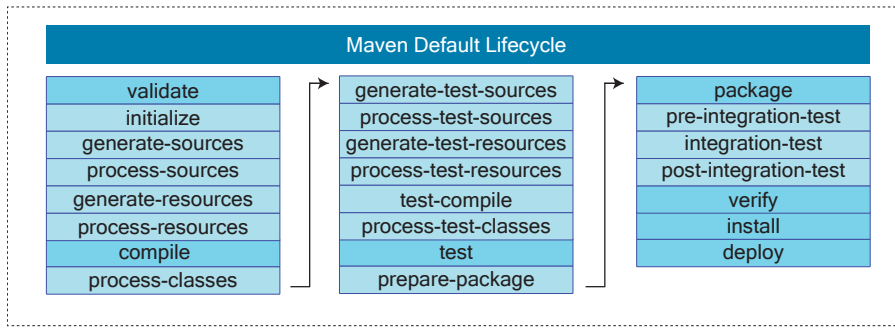 Maven Default Lifecycle
validate
initialize
generate-sources
process-sources
generate-resources
process-resources
compile
process-classes
generate-test-sources
process-test-sources
generate-test-resources
process-test-resources
test-compile
process-test-classes
test
prepare-package
package
pre-integration-test
integration-test
post-integration-test
verify
install
deploy